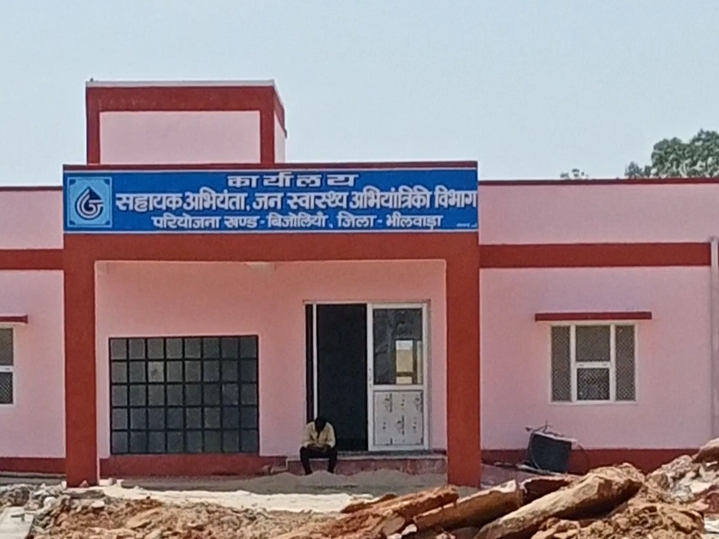 कार्यालय
सहायक अभियंता, जन स्वास्थ्य अभियांत्रिकी विभाग
परियोजना खण्ड - बिजोलियाँ, जिला - भीलवाड़ा